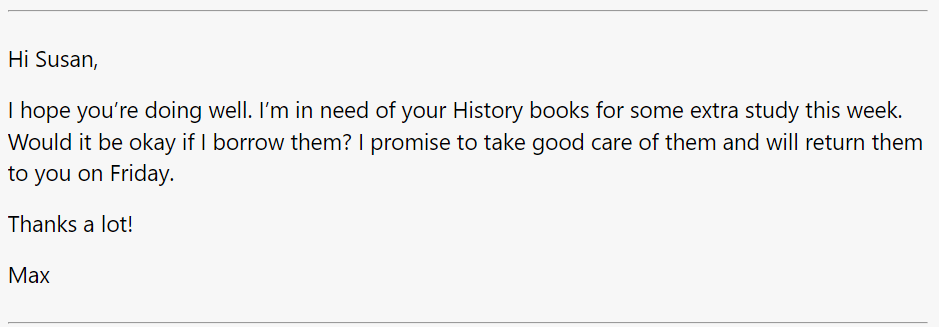 Hi Susan,
I hope you’re doing well. I’m in need of your History books for some extra study this week.
Would it be okay if I borrow them? I promise to take good care of them and will return them
to you on Friday.
Thanks a lot!
Max